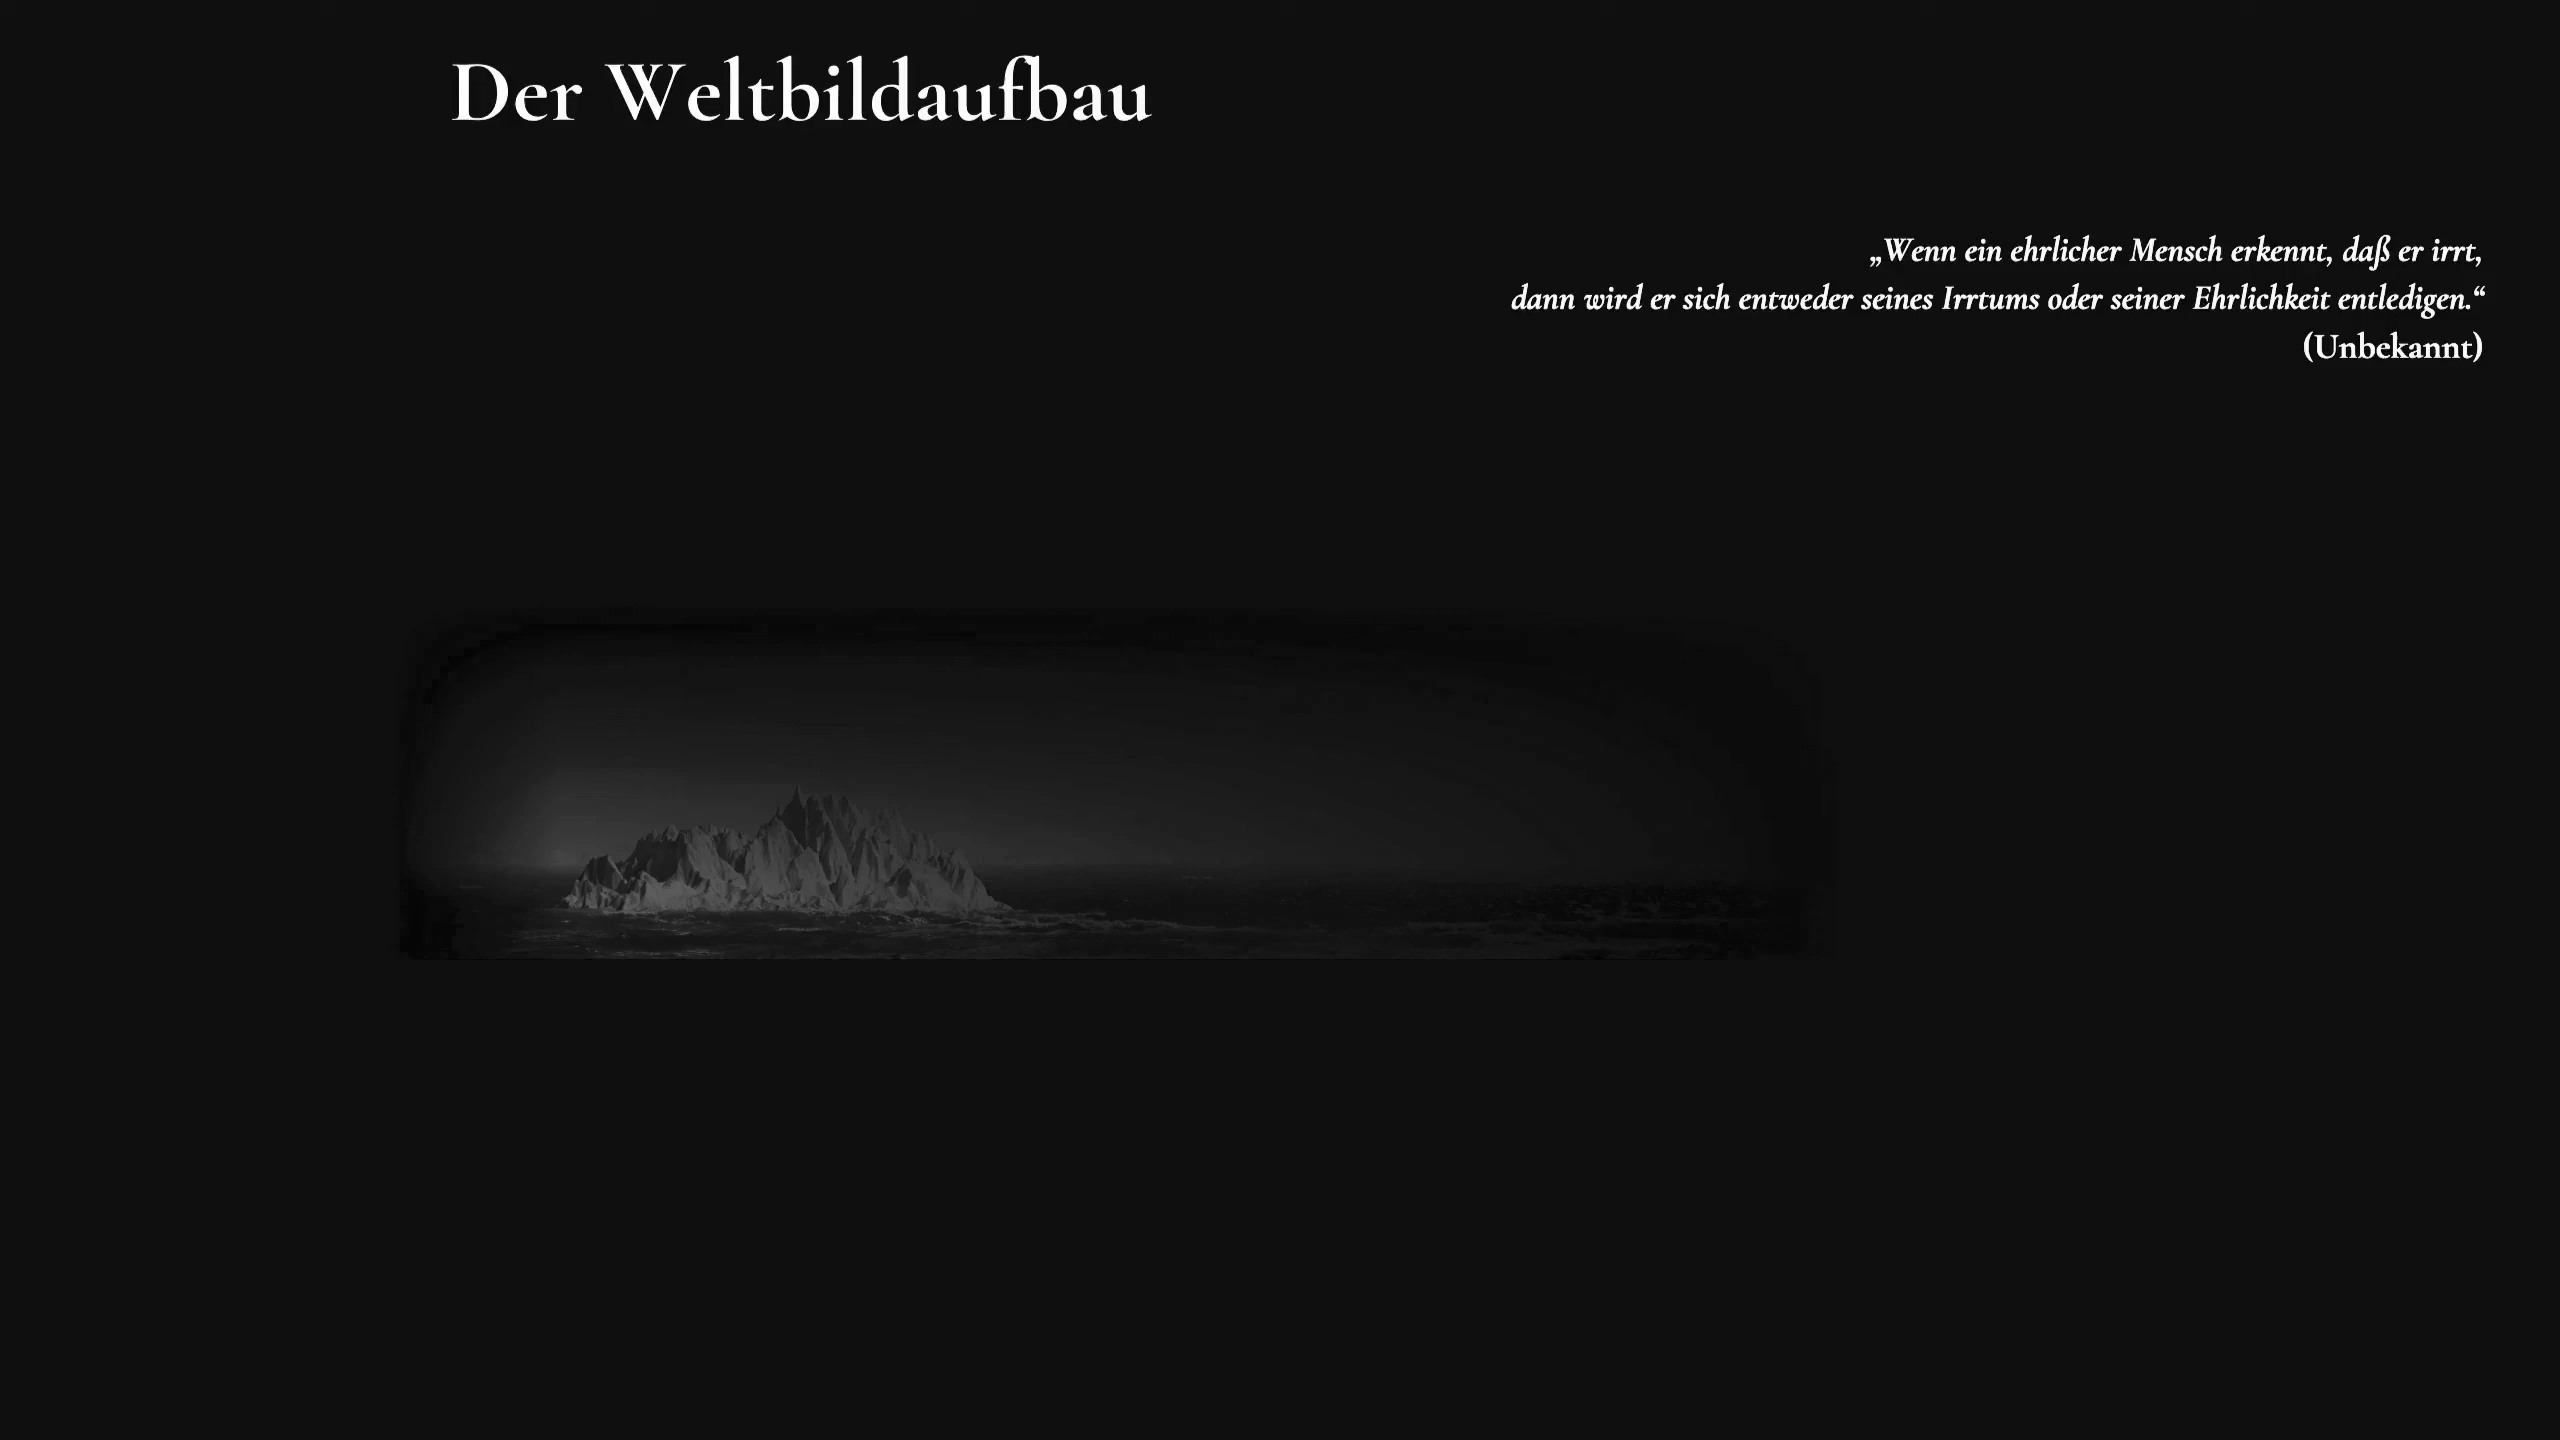 Der Weltbildaufbau
„Wenn ein ehrlicher Mensch erkennt, daß er irrt,
dann wird er sich entweder seines Irrtums oder seiner Ehrlichkeit entledigen.“
(Unbekannt)